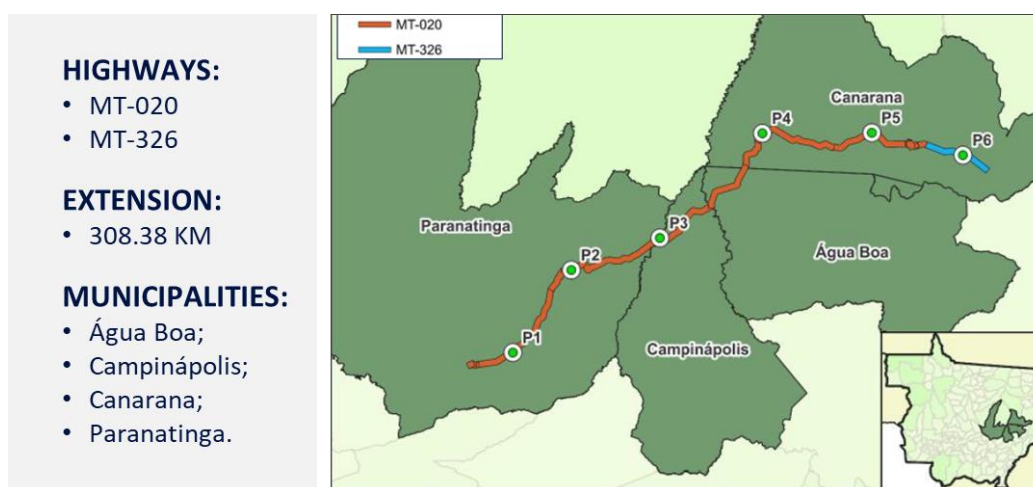 HIGHWAYS:
• MT-020
• MT-326
EXTENSION:
• 308.38 KM
MUNICIPALITIES:
• Água Boa;
• Campinápolis;
• Canarana;
• Paranatinga.
MT-020
MT-326
Canarana
P4
P5
P6
Paranatinga
P3
P2
Água Boa
P1
Campinápolis